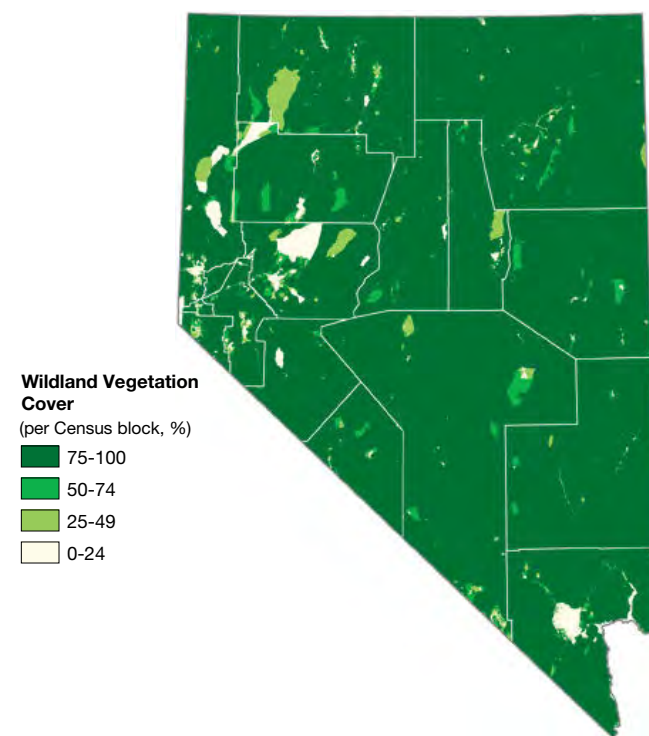 Wildland Vegetation
Cover
(per Census block, %)
75-100
50-74
25-49
0-24